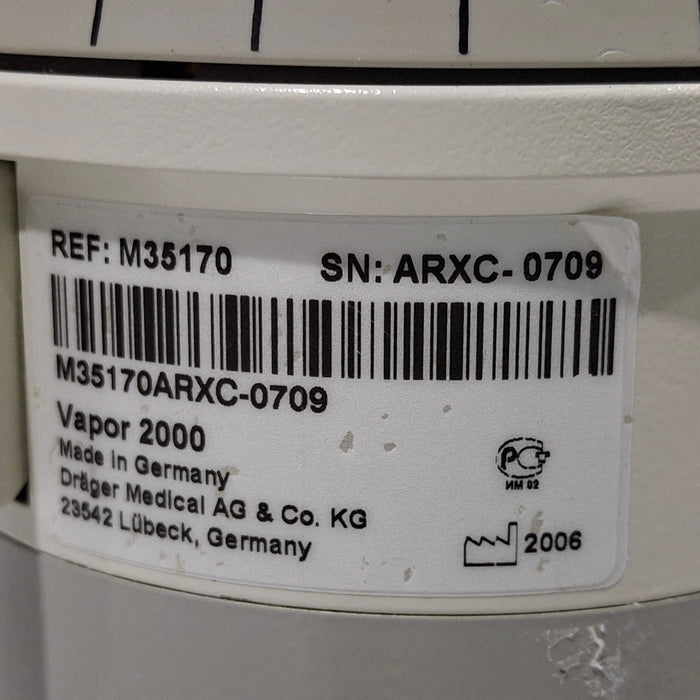 REF: M35170 SN: ARXC- 0709
M35170ARXC-0709
Vapor 2000
Made in Germany
Dräger Medical AG & Co. KG
23542 Lübeck, Germany
РСТ
ИМ 02
2006